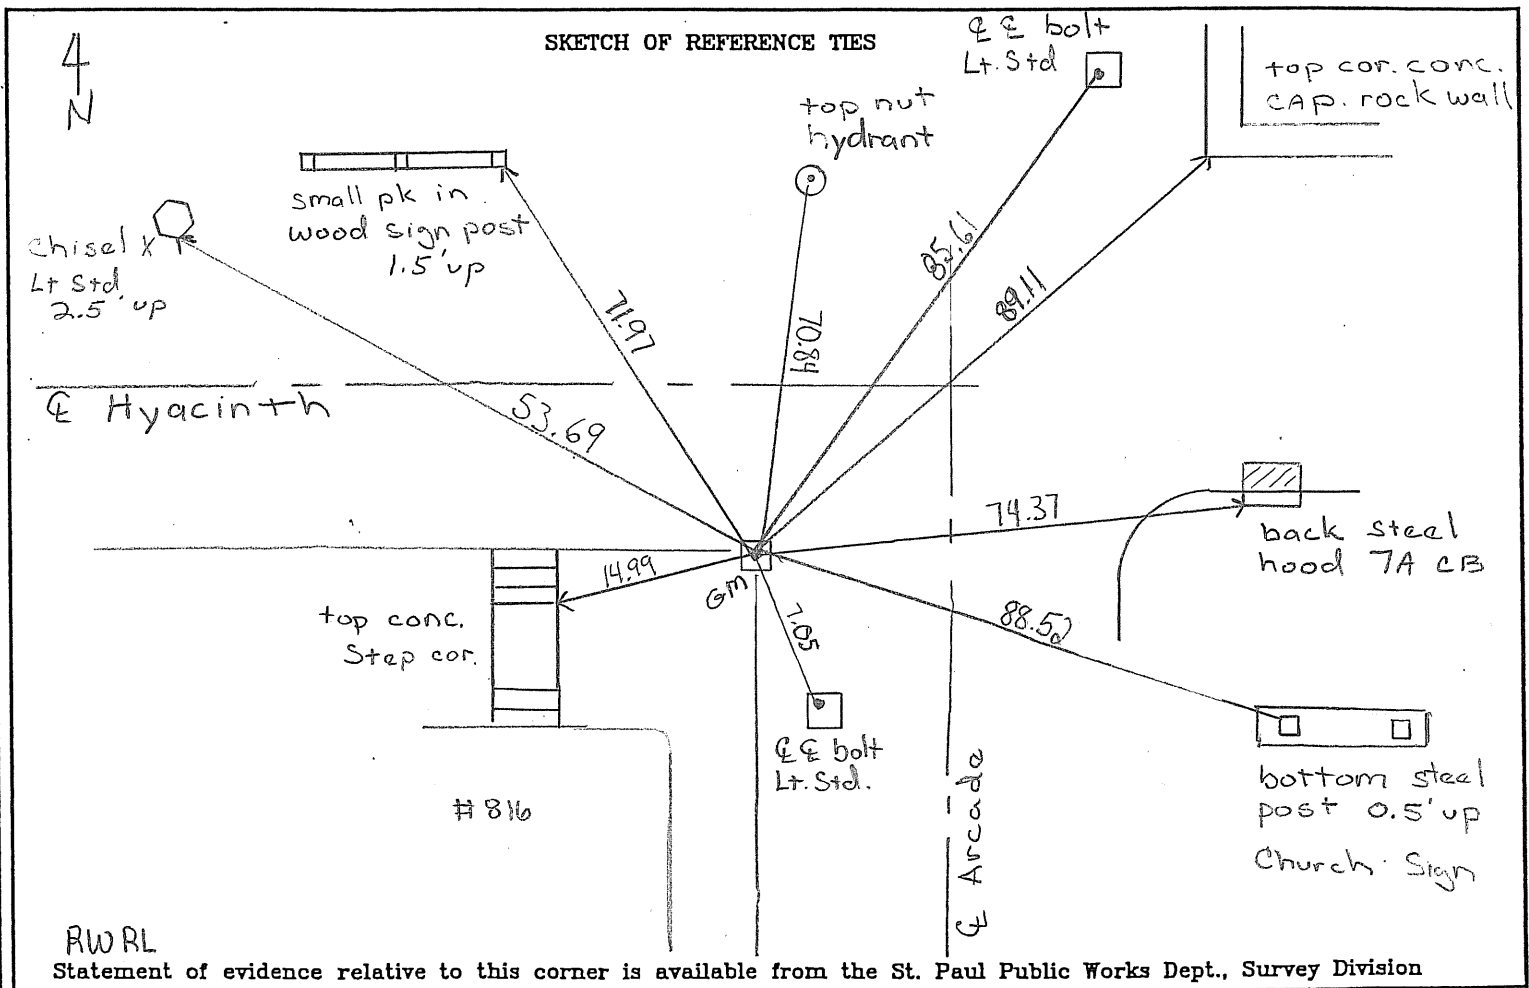 SKETCH OF REFERENCE TIES
N
℄ ℄ bolt
Lt. Std
top cor. conc.
CAP. rock wall
top nut
hydrant
small pk in
wood sign post
1.5' up
Chisel X
Lt Std
2.5' up
85.61
89.11
71.97
70.84
℄ Hyacinth
53.69
74.37
back steel
hood 7A CB
14.99
GM
88.52
7.05
top conc.
Step cor.
℄ ℄ bolt
Lt. Std.
℄ Arcade
bottom steel
post 0.5' up
Church Sign
#816
RWRL
Statement of evidence relative to this corner is available from the St. Paul Public Works Dept., Survey Division